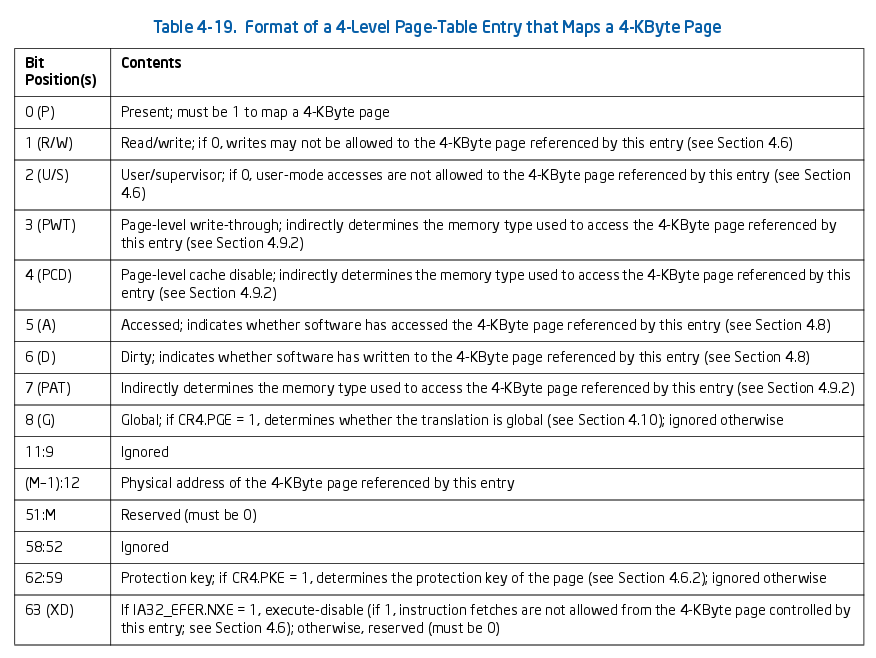 Table 4-19. Format of a 4-Level Page-Table Entry that Maps a 4-KByte Page
Bit
Position(s)
Contents
0 (P)
Present; must be 1 to map a 4-KByte page
1 (R/W)
Read/write; if 0, writes may not be allowed to the 4-KByte page referenced by this entry (see Section 4.6)
2 (U/S)
User/supervisor; if 0, user-mode accesses are not allowed to the 4-KByte page referenced by this entry (see Section
4.6)
3 (PWT)
Page-level write-through; indirectly determines the memory type used to access the 4-KByte page referenced by
this entry (see Section 4.9.2)
4 (PCD)
Page-level cache disable; indirectly determines the memory type used to access the 4-KByte page referenced by this
entry (see Section 4.9.2)
5 (A)
Accessed; indicates whether software has accessed the 4-KByte page referenced by this entry (see Section 4.8)
6 (D)
Dirty; indicates whether software has written to the 4-KByte page referenced by this entry (see Section 4.8)
7 (PAT)
Indirectly determines the memory type used to access the 4-KByte page referenced by this entry (see Section 4.9.2)
8 (G)
Global; if CR4.PGE = 1, determines whether the translation is global (see Section 4.10); ignored otherwise
11:9
Ignored
(M–1):12
Physical address of the 4-KByte page referenced by this entry
51:M
Reserved (must be 0)
58:52
Ignored
62:59
Protection key; if CR4.PKE = 1, determines the protection key of the page (see Section 4.6.2); ignored otherwise
63 (XD)
If IA32_EFER.NXE = 1, execute-disable (if 1, instruction fetches are not allowed from the 4-KByte page controlled by
this entry; see Section 4.6); otherwise, reserved (must be 0)